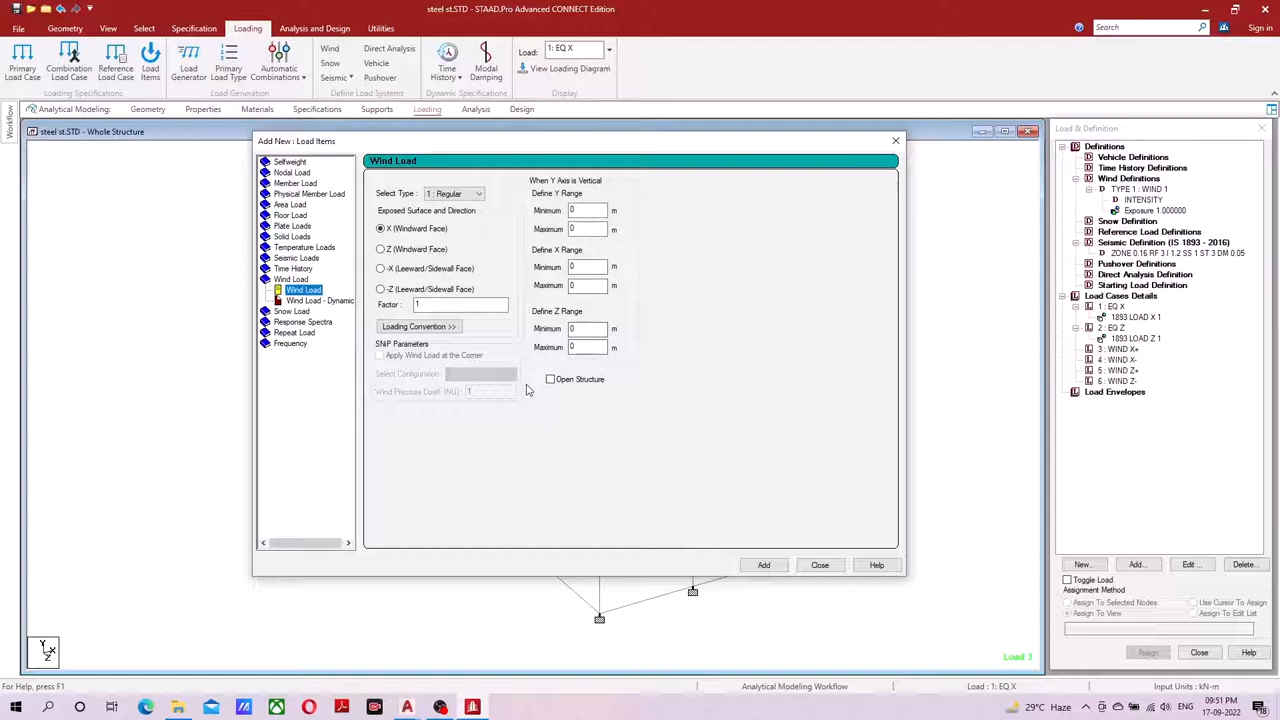 steel st.STD - STAAD.Pro Advanced CONNECT Edition
File Geometry View Select Specification Loading Analysis and Design Utilities Search Sign in
Primary Load Case
Combination Load Case
Reference Load Case
Load Items
Load Generator
Primary Load Type
Automatic Combinations
Wind
Snow
Seismic
Direct Analysis
Vehicle
Pushover
Time History
Modal Damping
Load: 1: EQ X
View Loading Diagram
Loading Specifications Load Generation Define Load Systems Dynamic Specifications Display
Workflow
Analytical Modeling: Geometry Properties Materials Specifications Supports Loading Analysis Design
steel st.STD - Whole Structure
Add New : Load Items
Selfweight
Nodal Load
Member Load
Physical Member Load
Area Load
Floor Load
Plate Loads
Solid Loads
Temperature Loads
Seismic Loads
Time History
Wind Load
Wind Load
Wind Load - Dynamic
Snow Load
Response Spectra
Repeat Load
Frequency
Wind Load
Select Type : 1 : Regular
Exposed Surface and Direction
X (Windward Face)
Z (Windward Face)
-X (Leeward/Sidewall Face)
-Z (Leeward/Sidewall Face)
Factor : 1
Loading Convention >>
SNiP Parameters
Apply Wind Load at the Corner
Select Configuration:
Wind Pressure Coeff. (NU) : 1
When Y Axis is Vertical
Define Y Range
Minimum 0 m
Maximum 0 m
Define X Range
Minimum 0 m
Maximum 0 m
Define Z Range
Minimum 0 m
Maximum 0 m
Open Structure
Add Close Help
Load 3
Y X Z
Load & Definition
Definitions
Vehicle Definitions
Time History Definitions
Wind Definitions
TYPE 1 : WIND 1
INTENSITY
Exposure 1.000000
Snow Definition
Reference Load Definitions
Seismic Definition (IS 1893 - 2016)
ZONE 0.16 RF 3 I 1.2 SS 1 ST 3 DM 0.05
Pushover Definitions
Direct Analysis Definition
Starting Load Definition
Load Cases Details
1 : EQ X
1893 LOAD X 1
2 : EQ Z
1893 LOAD Z 1
3 : WIND X+
4 : WIND X-
5 : WIND Z+
6 : WIND Z-
Load Envelopes
New... Add... Edit ... Delete...
Toggle Load
Assignment Method
Assign To Selected Nodes Use Cursor To Assign
Assign To View Assign To Edit List
Assign Close Help
For Help, press F1 Analytical Modeling Workflow Load : 1: EQ X Input Units : kN-m
29°C Haze ENG 09:51 PM
17-09-2022
18